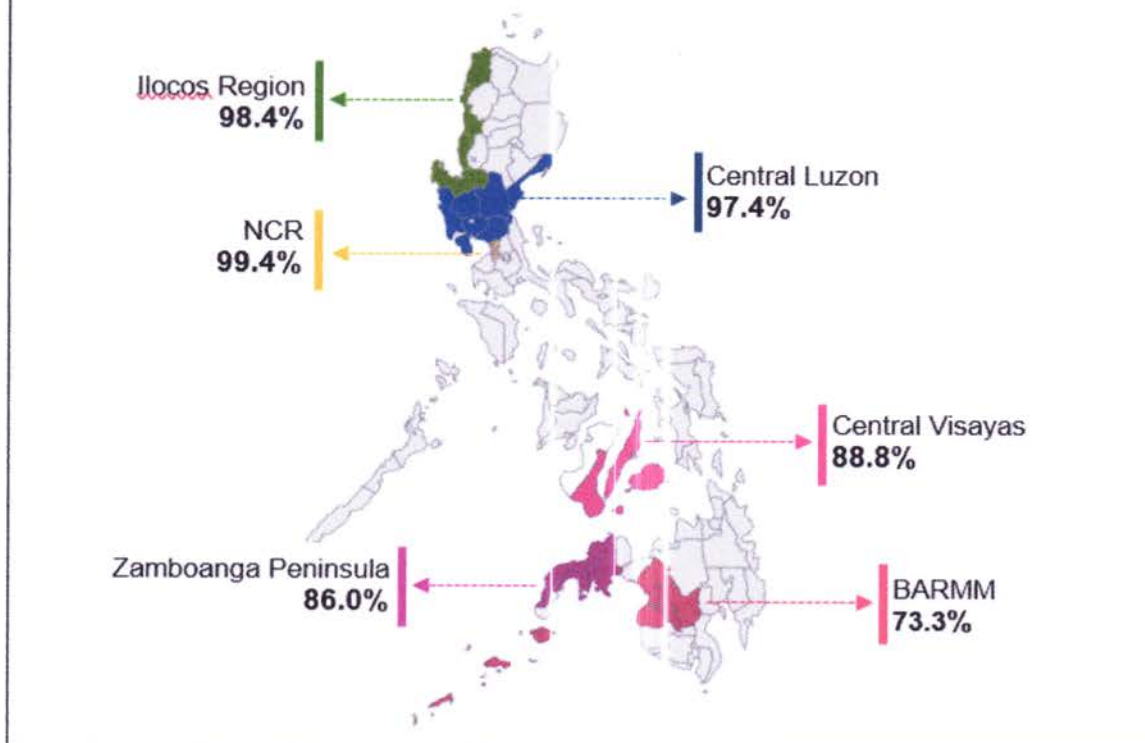 Ilocos Region
98.4%
Central Luzon
97.4%
NCR
99.4%
Central Visayas
88.8%
Zamboanga Peninsula
86.0%
BARMM
73.3%